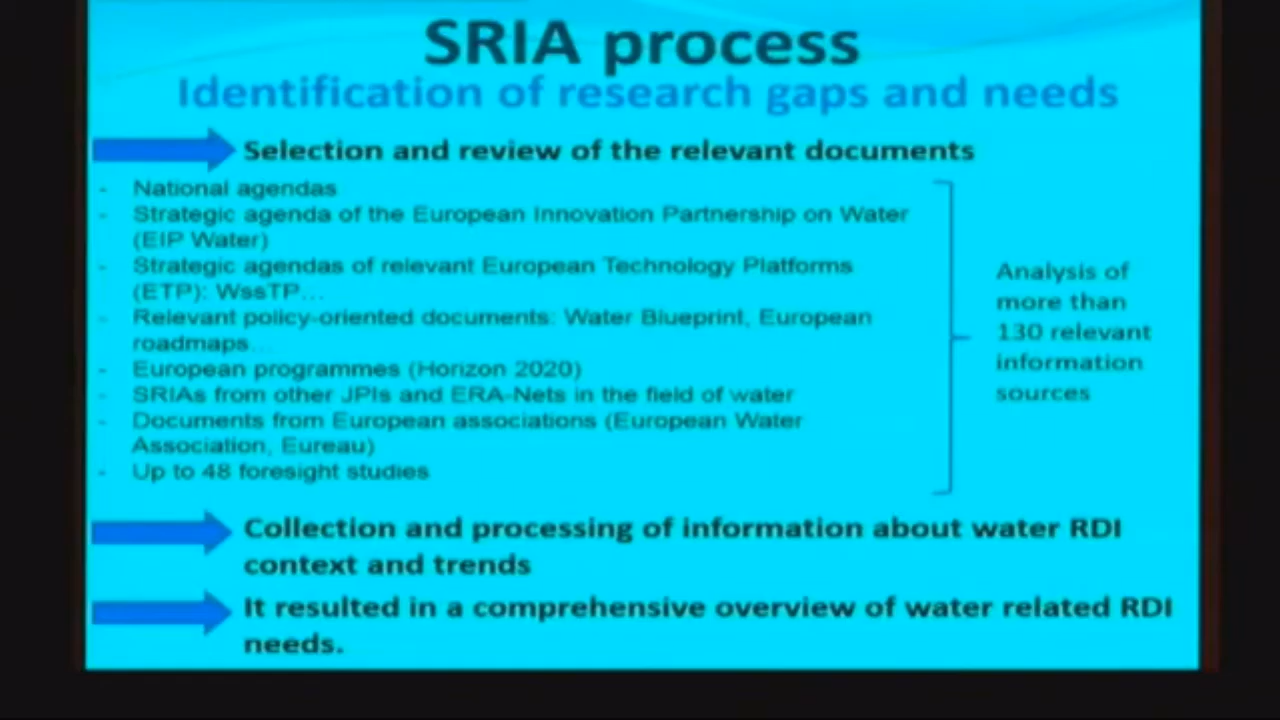 SRIA process
Identification of research gaps and needs
Selection and review of the relevant documents
- National agendas
- Strategic agenda of the European Innovation Partnership on Water
(EIP Water)
- Strategic agendas of relevant European Technology Platforms
(ETP): WssTP...
- Relevant policy-oriented documents: Water Blueprint, European
roadmaps...
- European programmes (Horizon 2020)
- SRIAs from other JPIs and ERA-Nets in the field of water
- Documents from European associations (European Water
Association, Eureau)
- Up to 48 foresight studies
Analysis of
more than
130 relevant
information
sources
Collection and processing of information about water RDI
context and trends
It resulted in a comprehensive overview of water related RDI
needs.